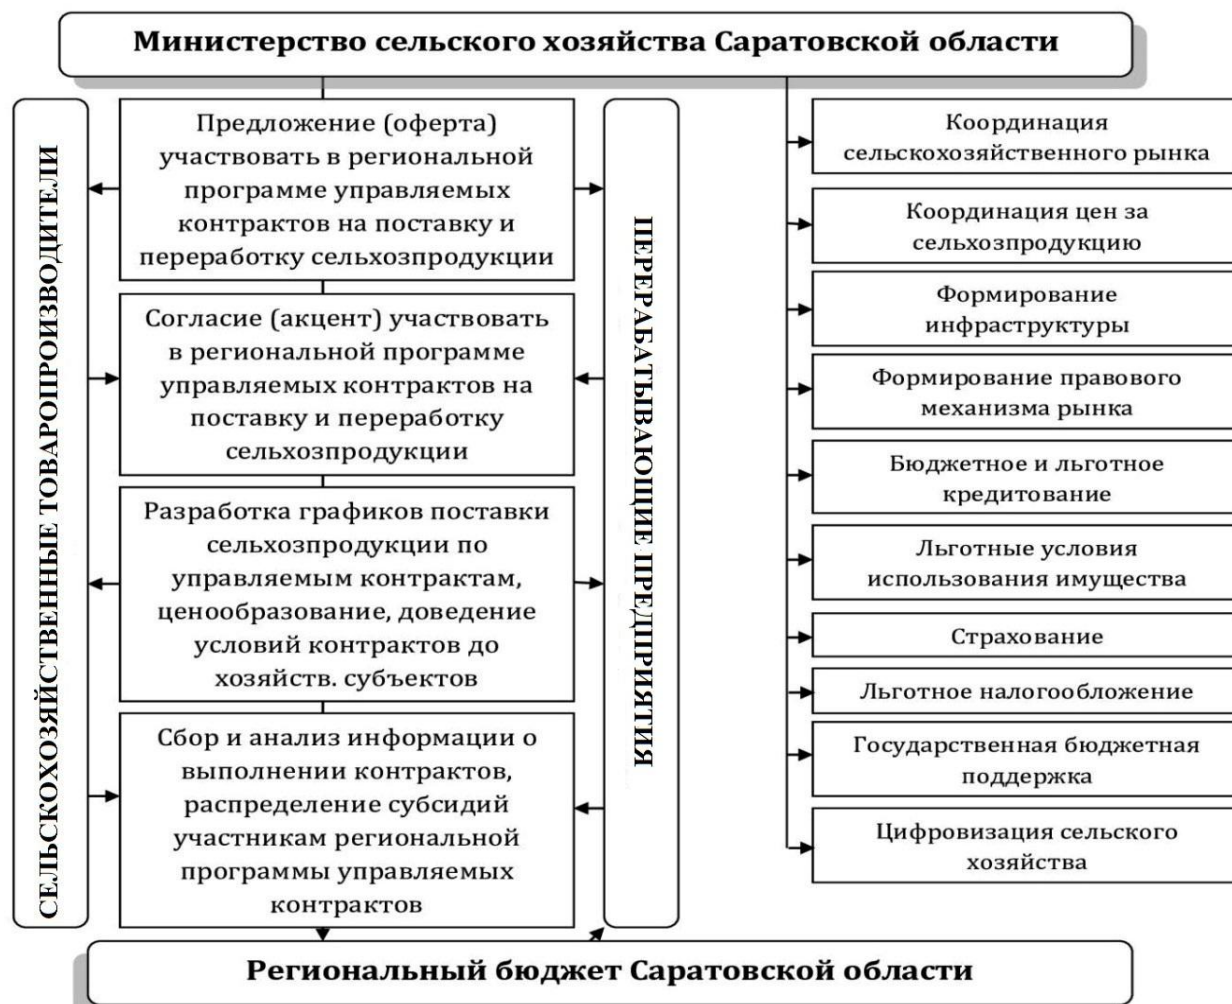 Министерство сельского хозяйства Саратовской области
СЕЛЬСКОХОЗЯЙСТВЕННЫЕ ТОВАРОПРОИЗВОДИТЕЛИ
Предложение (оферта)
участвовать в региональной
программе управляемых
контрактов на поставку и
переработку сельхозпродукции
Согласие (акцент) участвовать
в региональной программе
управляемых контрактов на
поставку и переработку
сельхозпродукции
Разработка графиков поставки
сельхозпродукции по
управляемым контрактам,
ценообразование, доведение
условий контрактов до
хозяйств. субъектов
Сбор и анализ информации о
выполнении контрактов,
распределение субсидий
участникам региональной
программы управляемых
контрактов
ПЕРЕРАБАТЫВАЮЩИЕ ПРЕДПРИЯТИЯ
Координация
сельскохозяйственного рынка
Координация цен за
сельхозпродукцию
Формирование
инфраструктуры
Формирование правового
механизма рынка
Бюджетное и льготное
кредитование
Льготные условия
использования имущества
Страхование
Льготное налогообложение
Государственная бюджетная
поддержка
Цифровизация сельского
хозяйства
Региональный бюджет Саратовской области